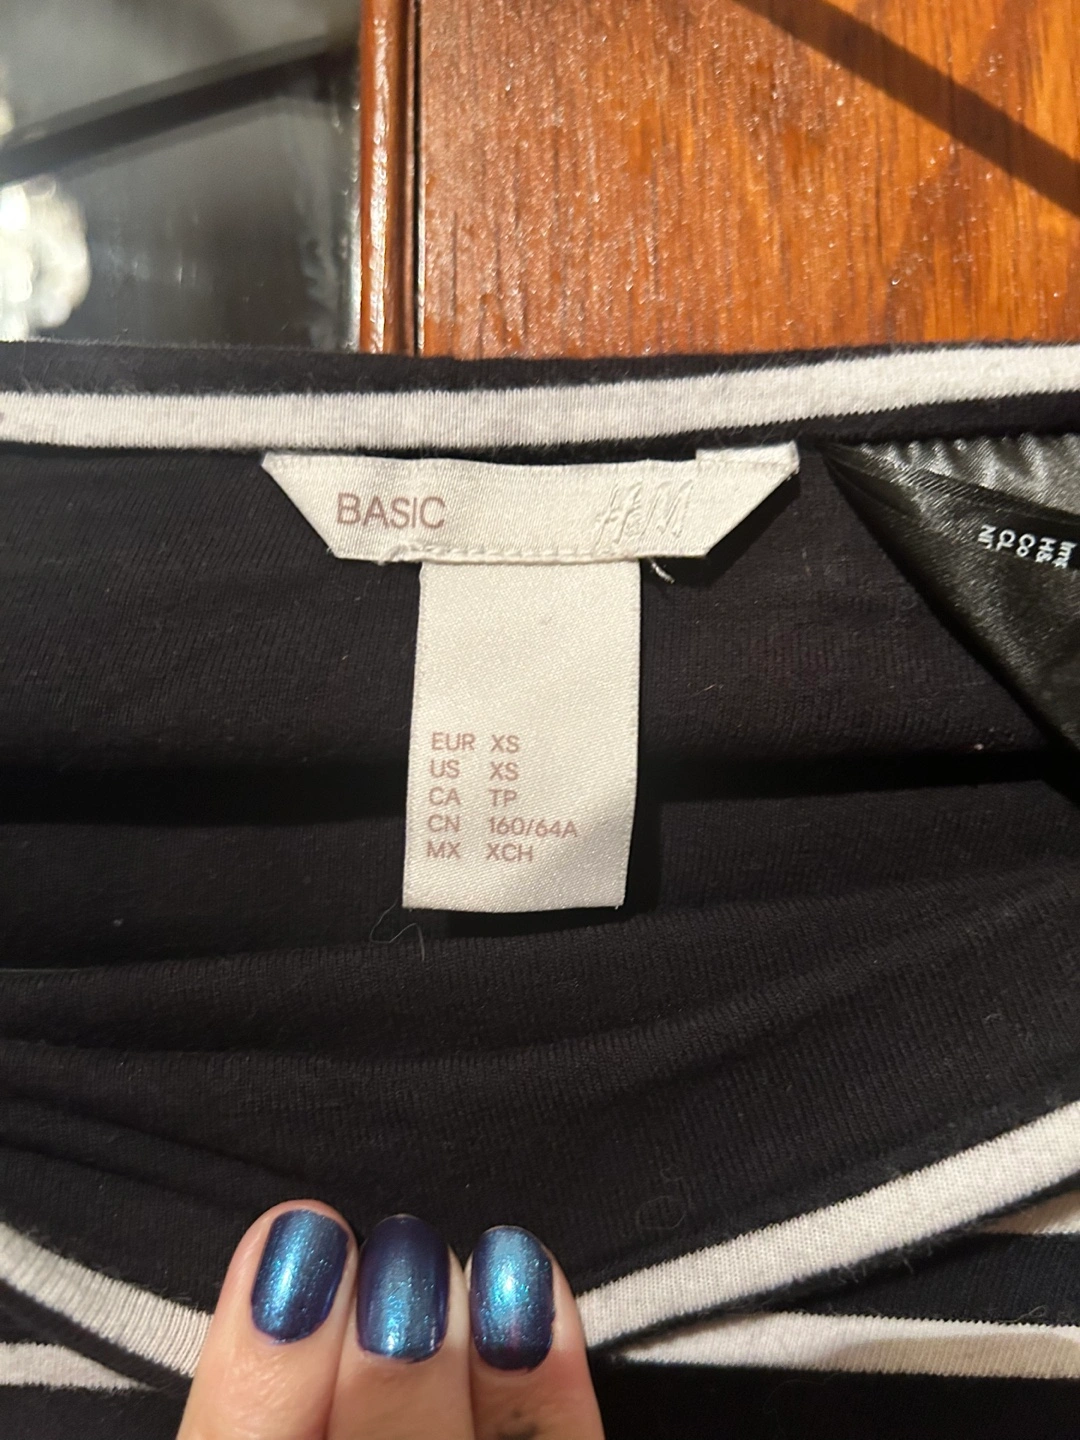 BASIC H&M
EUR XS
US XS
CA TP
CN 160/64A
MX XCH